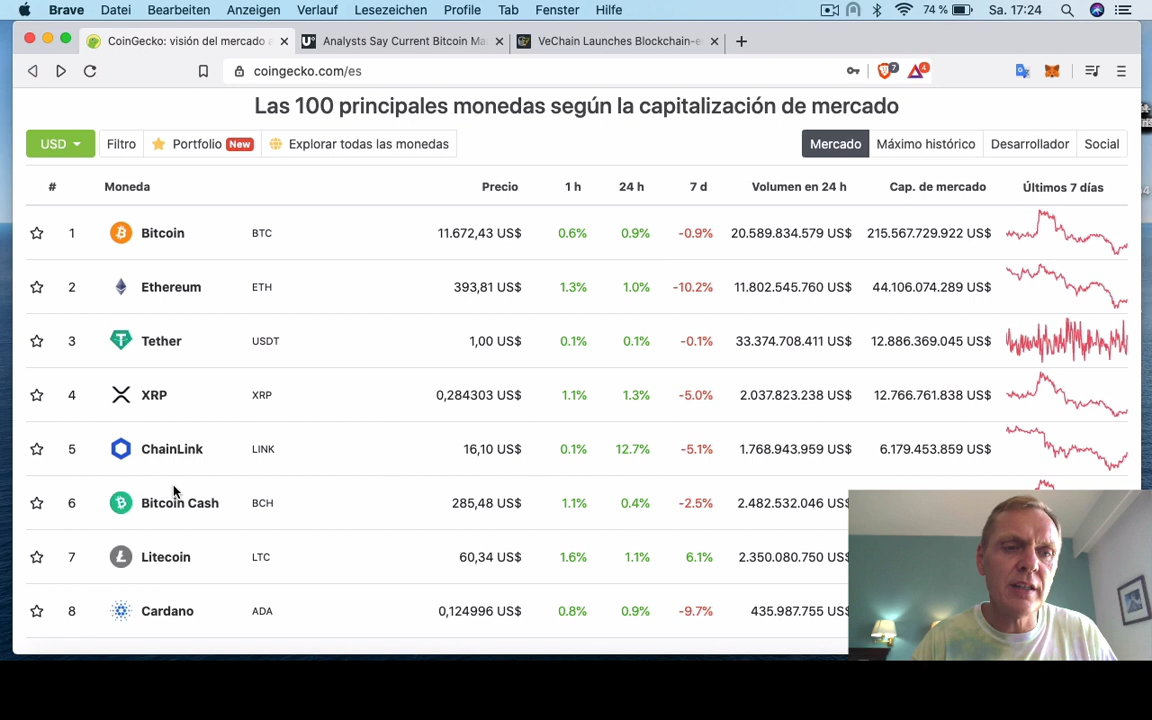 Brave Datei Bearbeiten Anzeigen Verlauf Lesezeichen Profile Tab Fenster Hilfe 74 % Sa. 17:24
CoinGecko: visión del mercado Analysts Say Current Bitcoin Ma VeChain Launches Blockchain-e
coingecko.com/es 7 4
Las 100 principales monedas según la capitalización de mercado
USD Filtro Portfolio New Explorar todas las monedas Mercado Máximo histórico Desarrollador Social
# Moneda Precio 1 h 24 h 7 d Volumen en 24 h Cap. de mercado Últimos 7 días
1 Bitcoin BTC 11.672,43 US$ 0.6% 0.9% -0.9% 20.589.834.579 US$ 215.567.729.922 US$
2 Ethereum ETH 393,81 US$ 1.3% 1.0% -10.2% 11.802.545.760 US$ 44.106.074.289 US$
3 Tether USDT 1,00 US$ 0.1% 0.1% -0.1% 33.374.708.411 US$ 12.886.369.045 US$
4 XRP XRP 0,284303 US$ 1.1% 1.3% -5.0% 2.037.823.238 US$ 12.766.761.838 US$
5 ChainLink LINK 16,10 US$ 0.1% 12.7% -5.1% 1.768.943.959 US$ 6.179.453.859 US$
6 Bitcoin Cash BCH 285,48 US$ 1.1% 0.4% -2.5% 2.482.532.046 US$
7 Litecoin LTC 60,34 US$ 1.6% 1.1% 6.1% 2.350.080.750 US$
8 Cardano ADA 0,124996 US$ 0.8% 0.9% -9.7% 435.987.755 US$